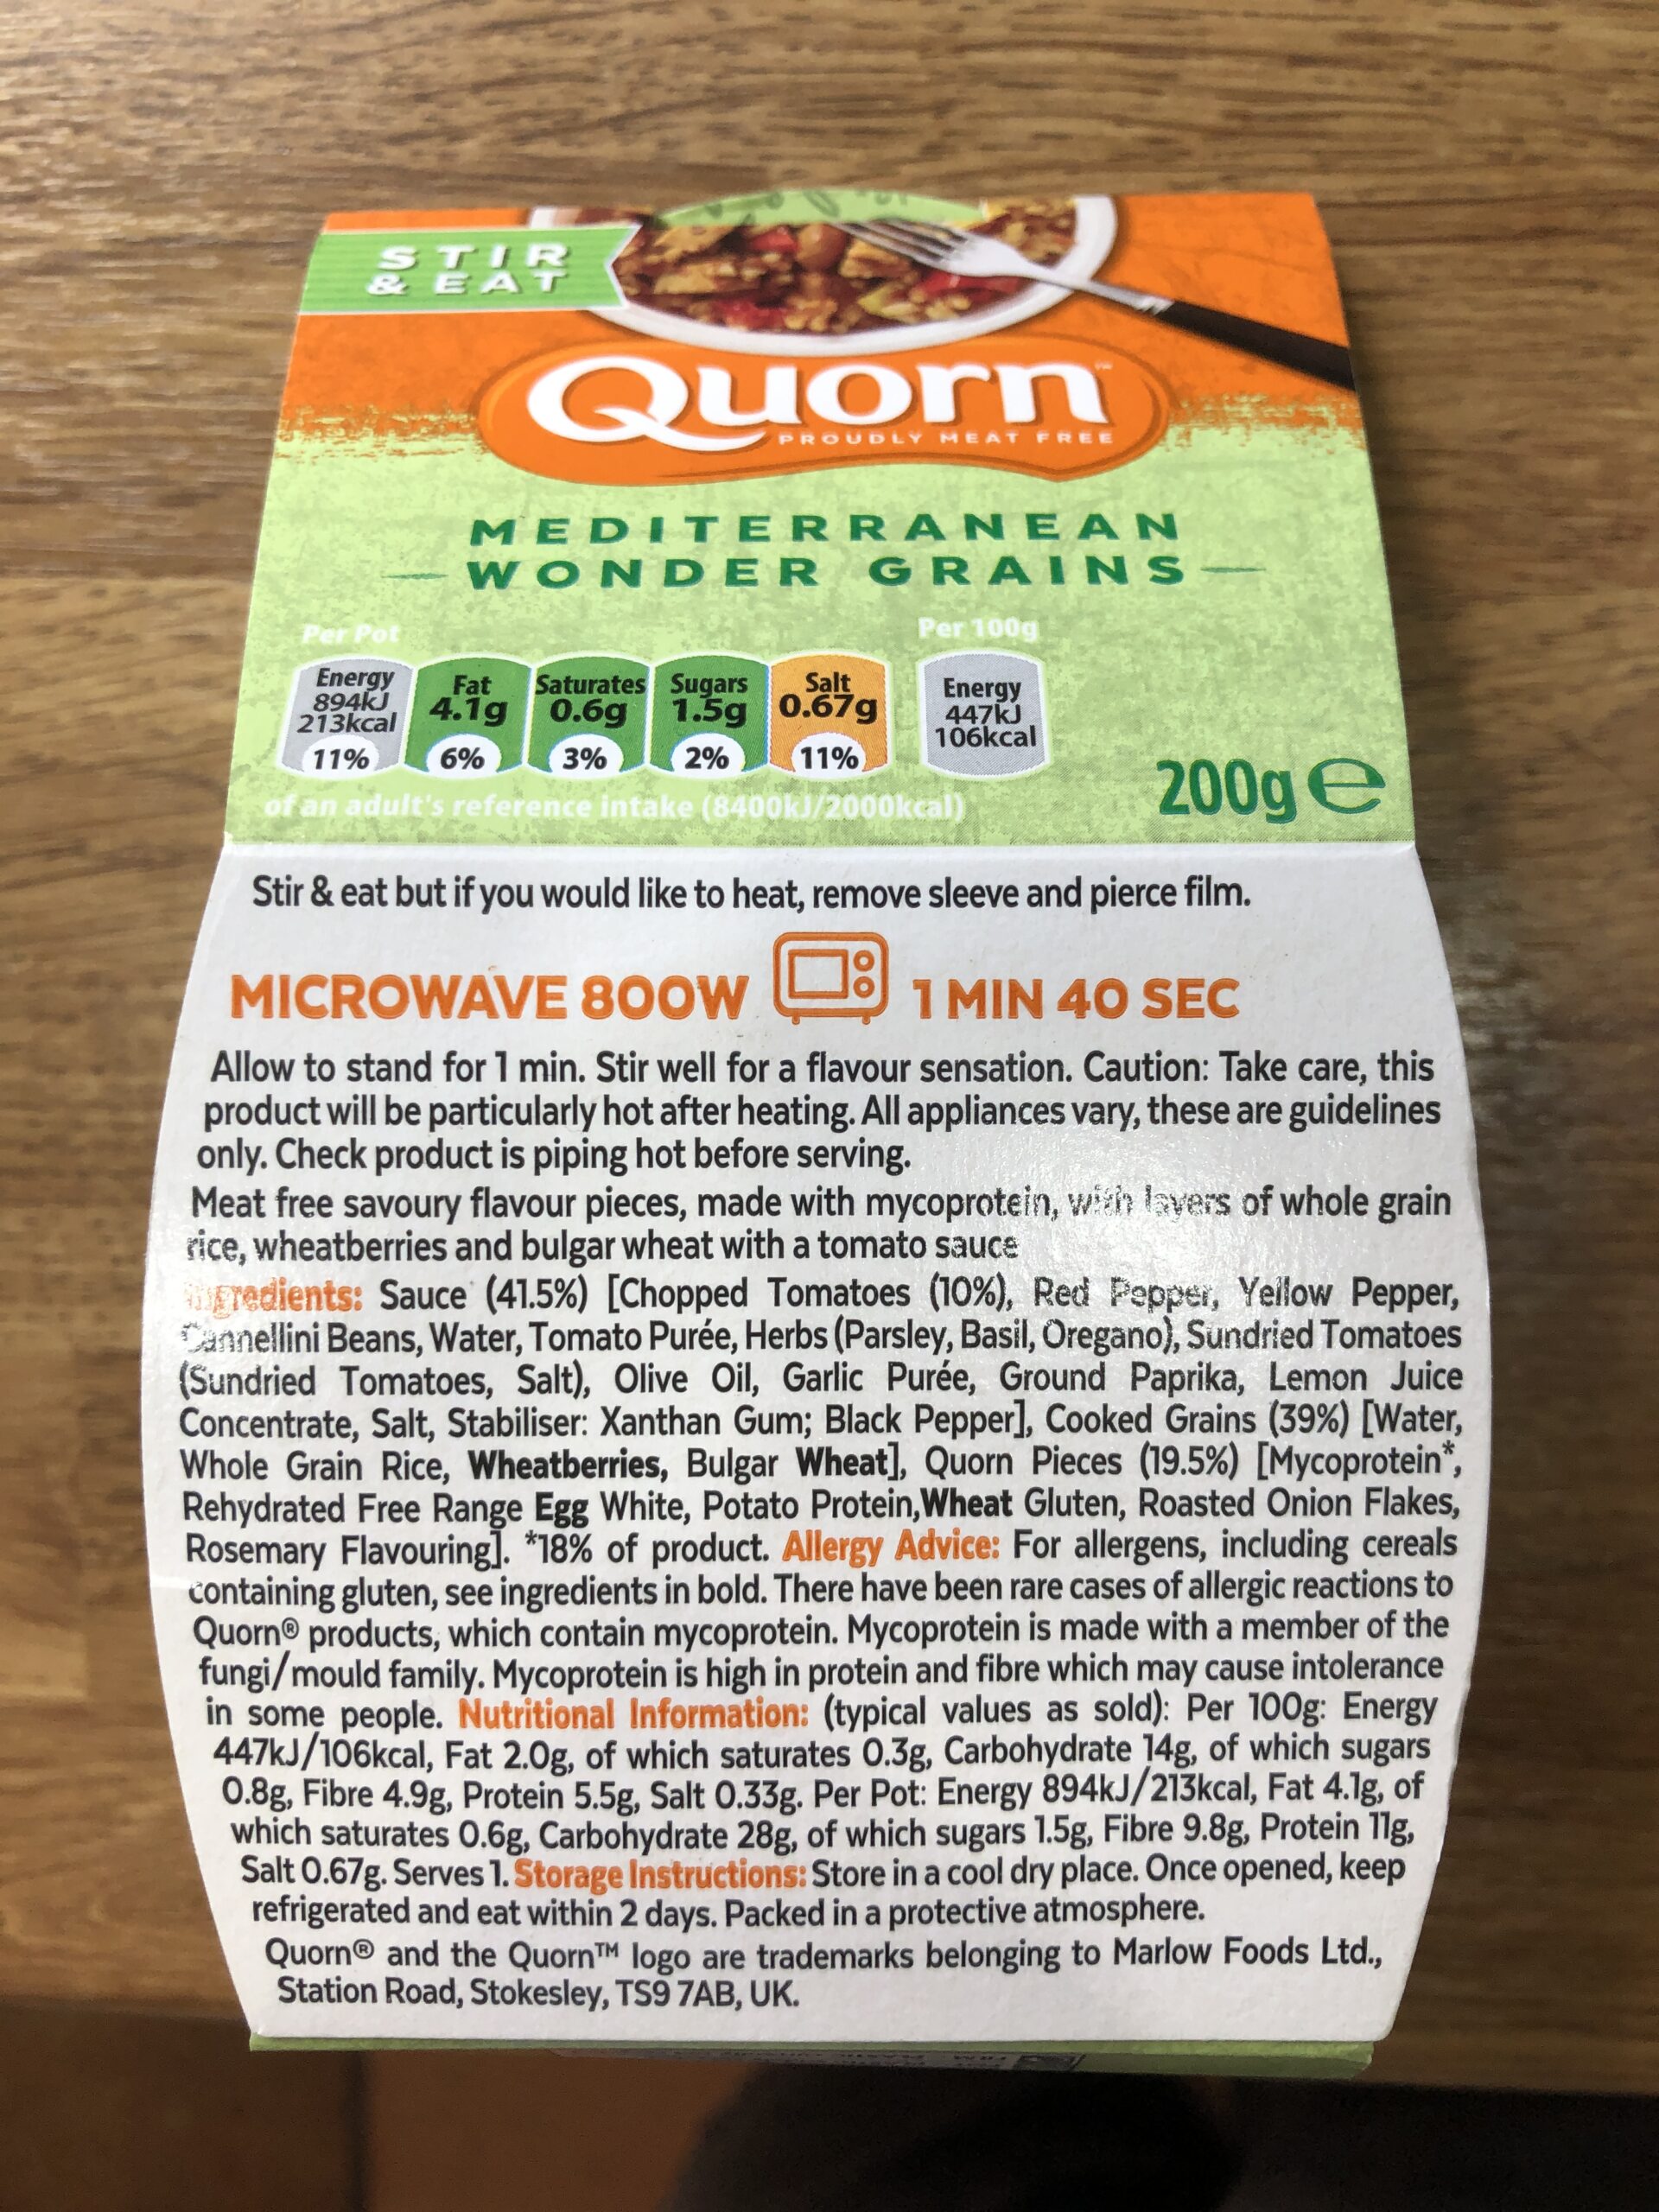 STIR
& EAT
Quorn™
PROUDLY MEAT FREE
MEDITERRANEAN
WONDER GRAINS
Per Pot
Per 100g
Energy 894kJ 213kcal 11%
Fat 4.1g 6%
Saturates 0.6g 3%
Sugars 1.5g 2%
Salt 0.67g 11%
Energy 447kJ 106kcal
of an adult's reference intake (8400kJ/2000kcal)
200g e
Stir & eat but if you would like to heat, remove sleeve and pierce film.
MICROWAVE 800W 1 MIN 40 SEC
Allow to stand for 1 min. Stir well for a flavour sensation. Caution: Take care, this
product will be particularly hot after heating. All appliances vary, these are guidelines
only. Check product is piping hot before serving.
Meat free savoury flavour pieces, made with mycoprotein, with layers of whole grain
rice, wheatberries and bulgar wheat with a tomato sauce
Ingredients: Sauce (41.5%) [Chopped Tomatoes (10%), Red Pepper, Yellow Pepper,
Cannellini Beans, Water, Tomato Purée, Herbs (Parsley, Basil, Oregano), Sundried Tomatoes
(Sundried Tomatoes, Salt), Olive Oil, Garlic Purée, Ground Paprika, Lemon Juice
Concentrate, Salt, Stabiliser: Xanthan Gum; Black Pepper], Cooked Grains (39%) [Water,
Whole Grain Rice, Wheatberries, Bulgar Wheat], Quorn Pieces (19.5%) [Mycoprotein*,
Rehydrated Free Range Egg White, Potato Protein,Wheat Gluten, Roasted Onion Flakes,
Rosemary Flavouring]. *18% of product. Allergy Advice: For allergens, including cereals
containing gluten, see ingredients in bold. There have been rare cases of allergic reactions to
Quorn® products, which contain mycoprotein. Mycoprotein is made with a member of the
fungi/mould family. Mycoprotein is high in protein and fibre which may cause intolerance
in some people. Nutritional Information: (typical values as sold): Per 100g: Energy
447kJ/106kcal, Fat 2.0g, of which saturates 0.3g, Carbohydrate 14g, of which sugars
0.8g, Fibre 4.9g, Protein 5.5g, Salt 0.33g. Per Pot: Energy 894kJ/213kcal, Fat 4.1g, of
which saturates 0.6g, Carbohydrate 28g, of which sugars 1.5g, Fibre 9.8g, Protein 11g,
Salt 0.67g. Serves 1. Storage Instructions: Store in a cool dry place. Once opened, keep
refrigerated and eat within 2 days. Packed in a protective atmosphere.
Quorn® and the Quorn™ logo are trademarks belonging to Marlow Foods Ltd.,
Station Road, Stokesley, TS9 7AB, UK.